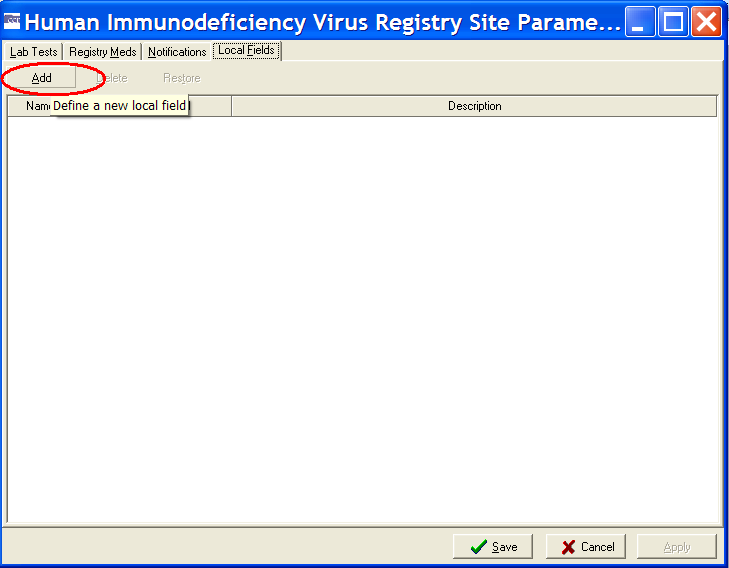 Human Immunodeficiency Virus Registry Site Parame...
Lab Tests Registry Meds Notifications Local Fields
Add Delete Restore
Name Description
Define a new local field
Save Cancel Apply